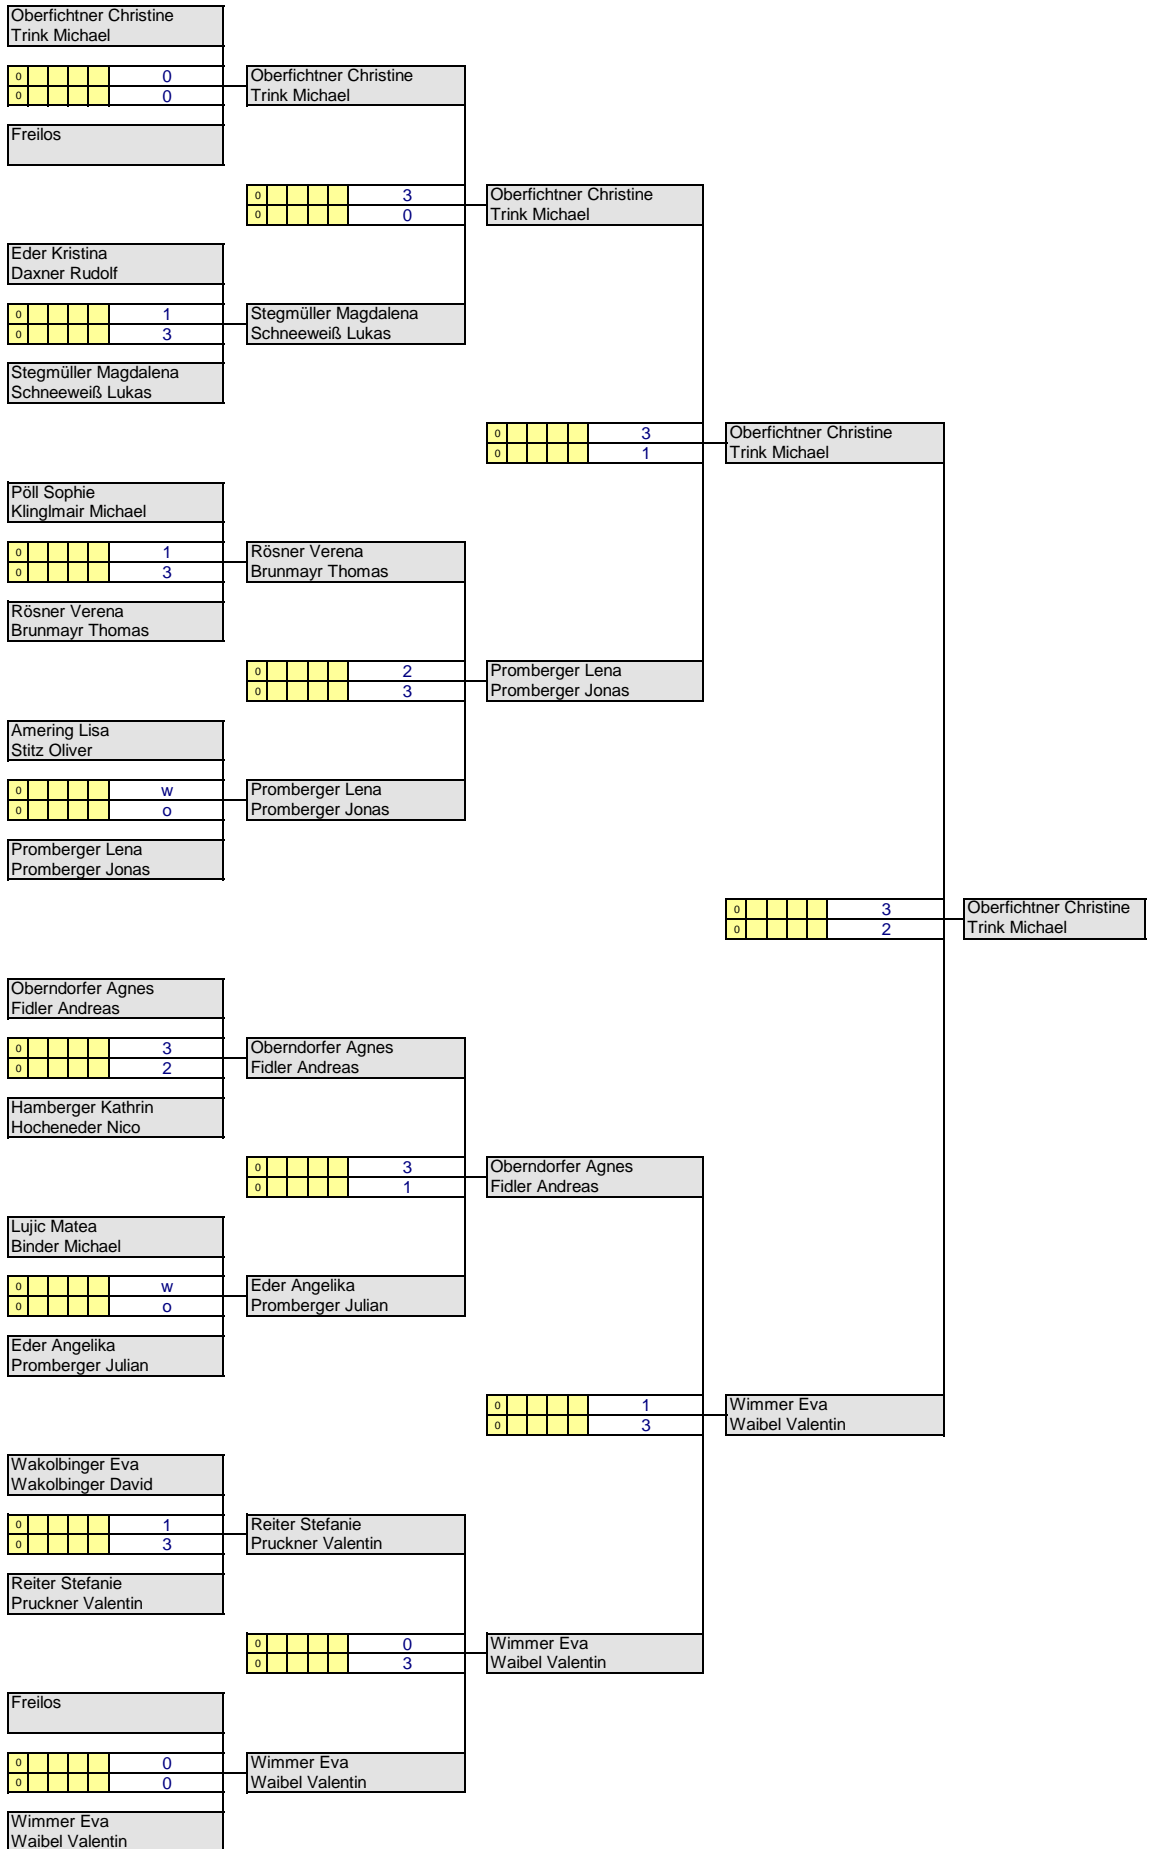 Oberfichtner Christine
Trink Michael
0 0 Oberfichtner Christine
0 0 Trink Michael
Freilos
0 3 Oberfichtner Christine
0 0 Trink Michael
Eder Kristina
Daxner Rudolf
0 1 Stegmüller Magdalena
0 3 Schneeweiß Lukas
Stegmüller Magdalena
Schneeweiß Lukas
0 3 Oberfichtner Christine
0 1 Trink Michael
Pöll Sophie
Klinglmair Michael
0 1 Rösner Verena
0 3 Brunmayr Thomas
Rösner Verena
Brunmayr Thomas
0 2 Promberger Lena
0 3 Promberger Jonas
Amering Lisa
Stitz Oliver
0 w Promberger Lena
0 o Promberger Jonas
Promberger Lena
Promberger Jonas
0 3 Oberfichtner Christine
0 2 Trink Michael
Oberndorfer Agnes
Fidler Andreas
0 3 Oberndorfer Agnes
0 2 Fidler Andreas
Hamberger Kathrin
Hocheneder Nico
0 3 Oberndorfer Agnes
0 1 Fidler Andreas
Lujic Matea
Binder Michael
0 w Eder Angelika
0 o Promberger Julian
Eder Angelika
Promberger Julian
0 1 Wimmer Eva
0 3 Waibel Valentin
Wakolbinger Eva
Wakolbinger David
0 1 Reiter Stefanie
0 3 Pruckner Valentin
Reiter Stefanie
Pruckner Valentin
0 0 Wimmer Eva
0 3 Waibel Valentin
Freilos
0 0 Wimmer Eva
0 0 Waibel Valentin
Wimmer Eva
Waibel Valentin